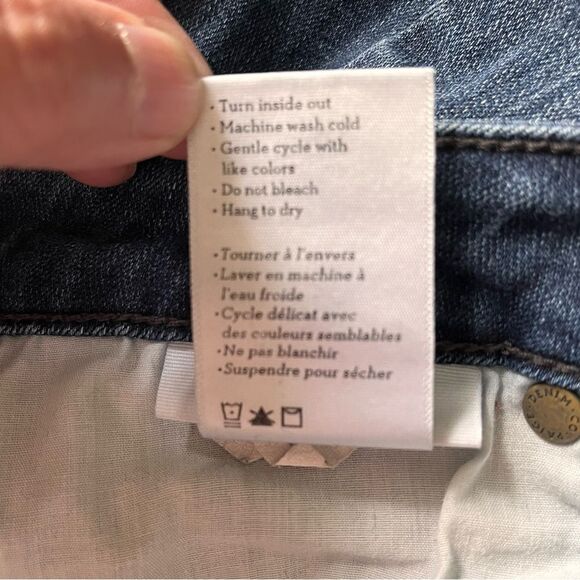 · Turn inside out
· Machine wash cold
· Gentle cycle with
like colors
· Do not bleach
· Hang to dry
· Tourner à l'envers
· Laver en machine à
l'eau froide
· Cycle délicat avec
des couleurs semblables
· Ne pas blanchir
· Suspendre pour sécher
DENIM · CO